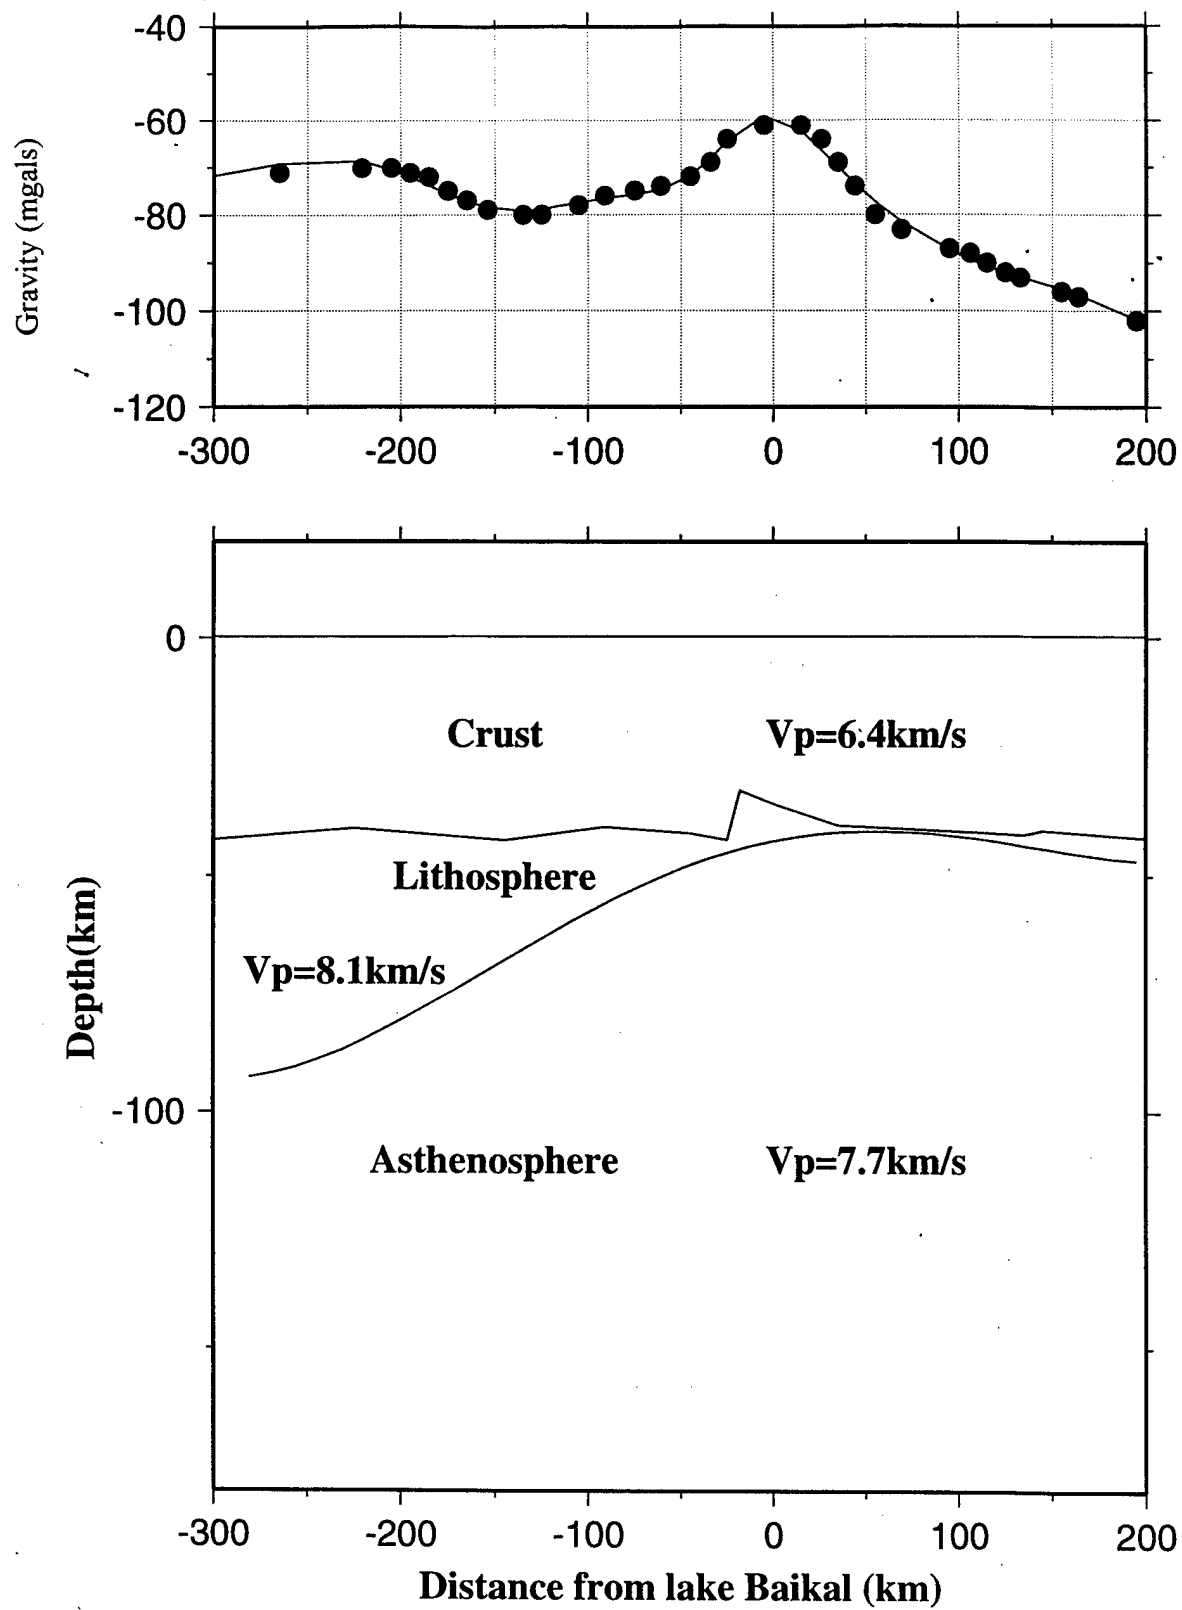 -40
-60
-80
-100
-120
Gravity (mgals)
-300 -200 -100 0 100 200
0
-100
Depth(km)
Crust Vp=6.4km/s
Lithosphere
Vp=8.1km/s
Asthenosphere Vp=7.7km/s
-300 -200 -100 0 100 200
Distance from lake Baikal (km)